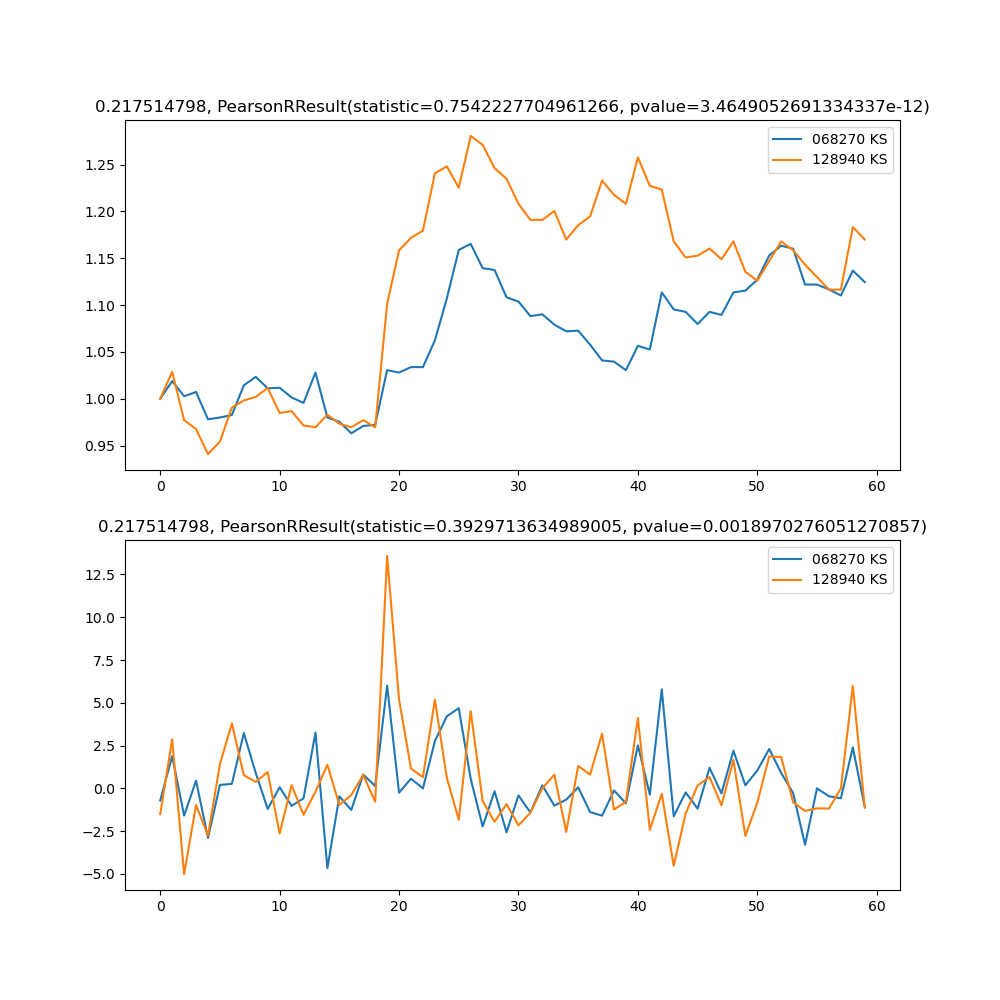 0.217514798, PearsonRResult(statistic=0.7542227704961266, pvalue=3.4649052691334337e-12)
068270 KS
128940 KS
1.25
1.20
1.15
1.10
1.05
1.00
0.95
0 10 20 30 40 50 60
0.217514798, PearsonRResult(statistic=0.3929713634989005, pvalue=0.0018970276051270857)
068270 KS
128940 KS
12.5
10.0
7.5
5.0
2.5
0.0
−2.5
−5.0
0 10 20 30 40 50 60